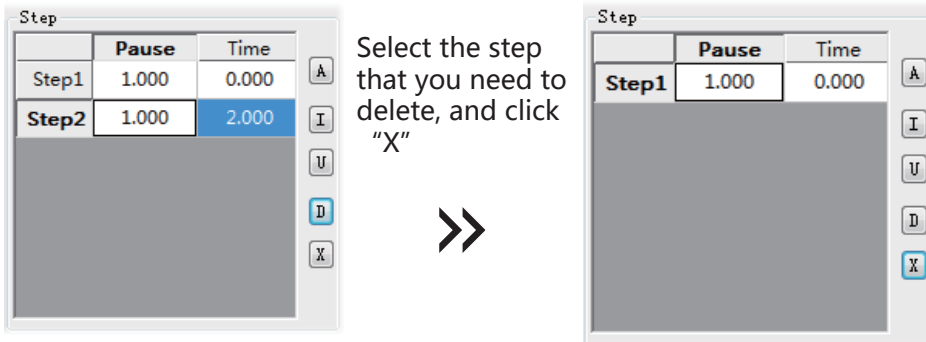 Step
Pause Time
Step1 1.000 0.000
Step2 1.000 2.000
A
I
U
D
X
Select the step
that you need to
delete, and click
“X”
»
Step
Pause Time
Step1 1.000 0.000
A
I
U
D
X